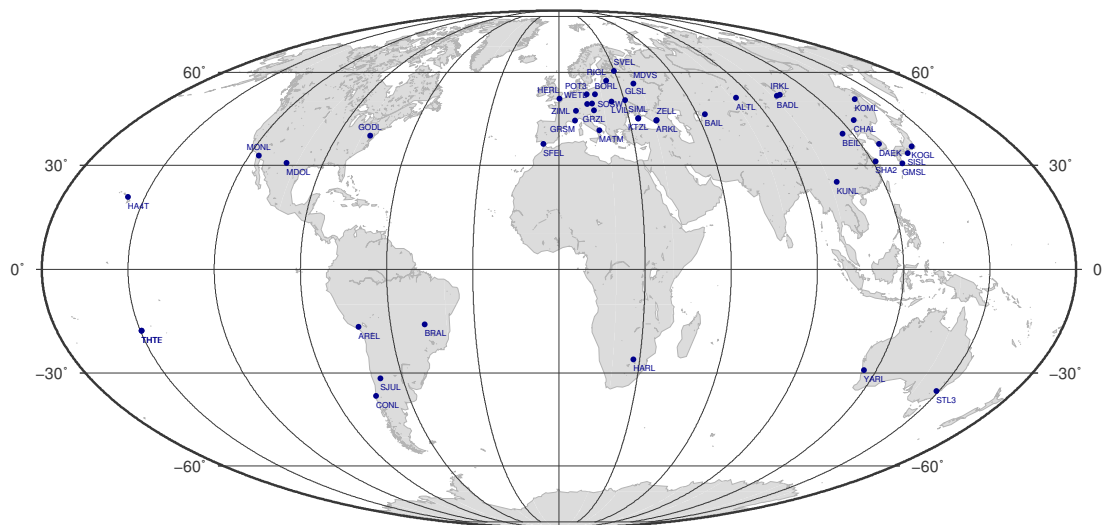 60˚
60˚
SVEL
RIGL
MDVS
POT3
BORL
GLSL
HERL
WETL
SOSW
IRKL
BADL
ALTL
KOML
ZIML
LVIL
SIML
ZELL
BAIL
GRZL
KTZL
ARKL
CHAL
GODL
GRSM
MATM
BEIL
MONL
SFEL
DAEK
KOGL
30˚
MDOL
SISL
30˚
SHA2
GMSL
KUNL
HA4T
0˚
0
THTE
AREL
BRAL
HARL
−30˚
YARL
−30˚
SJUL
CONL
STL3
−60˚
−60˚